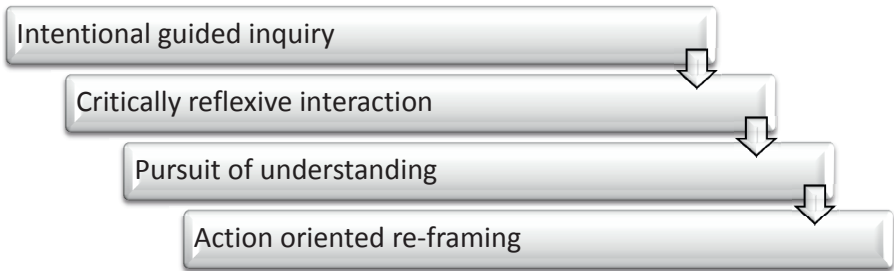 Intentional guided inquiry
Critically reflexive interaction
Pursuit of understanding
Action oriented re-framing